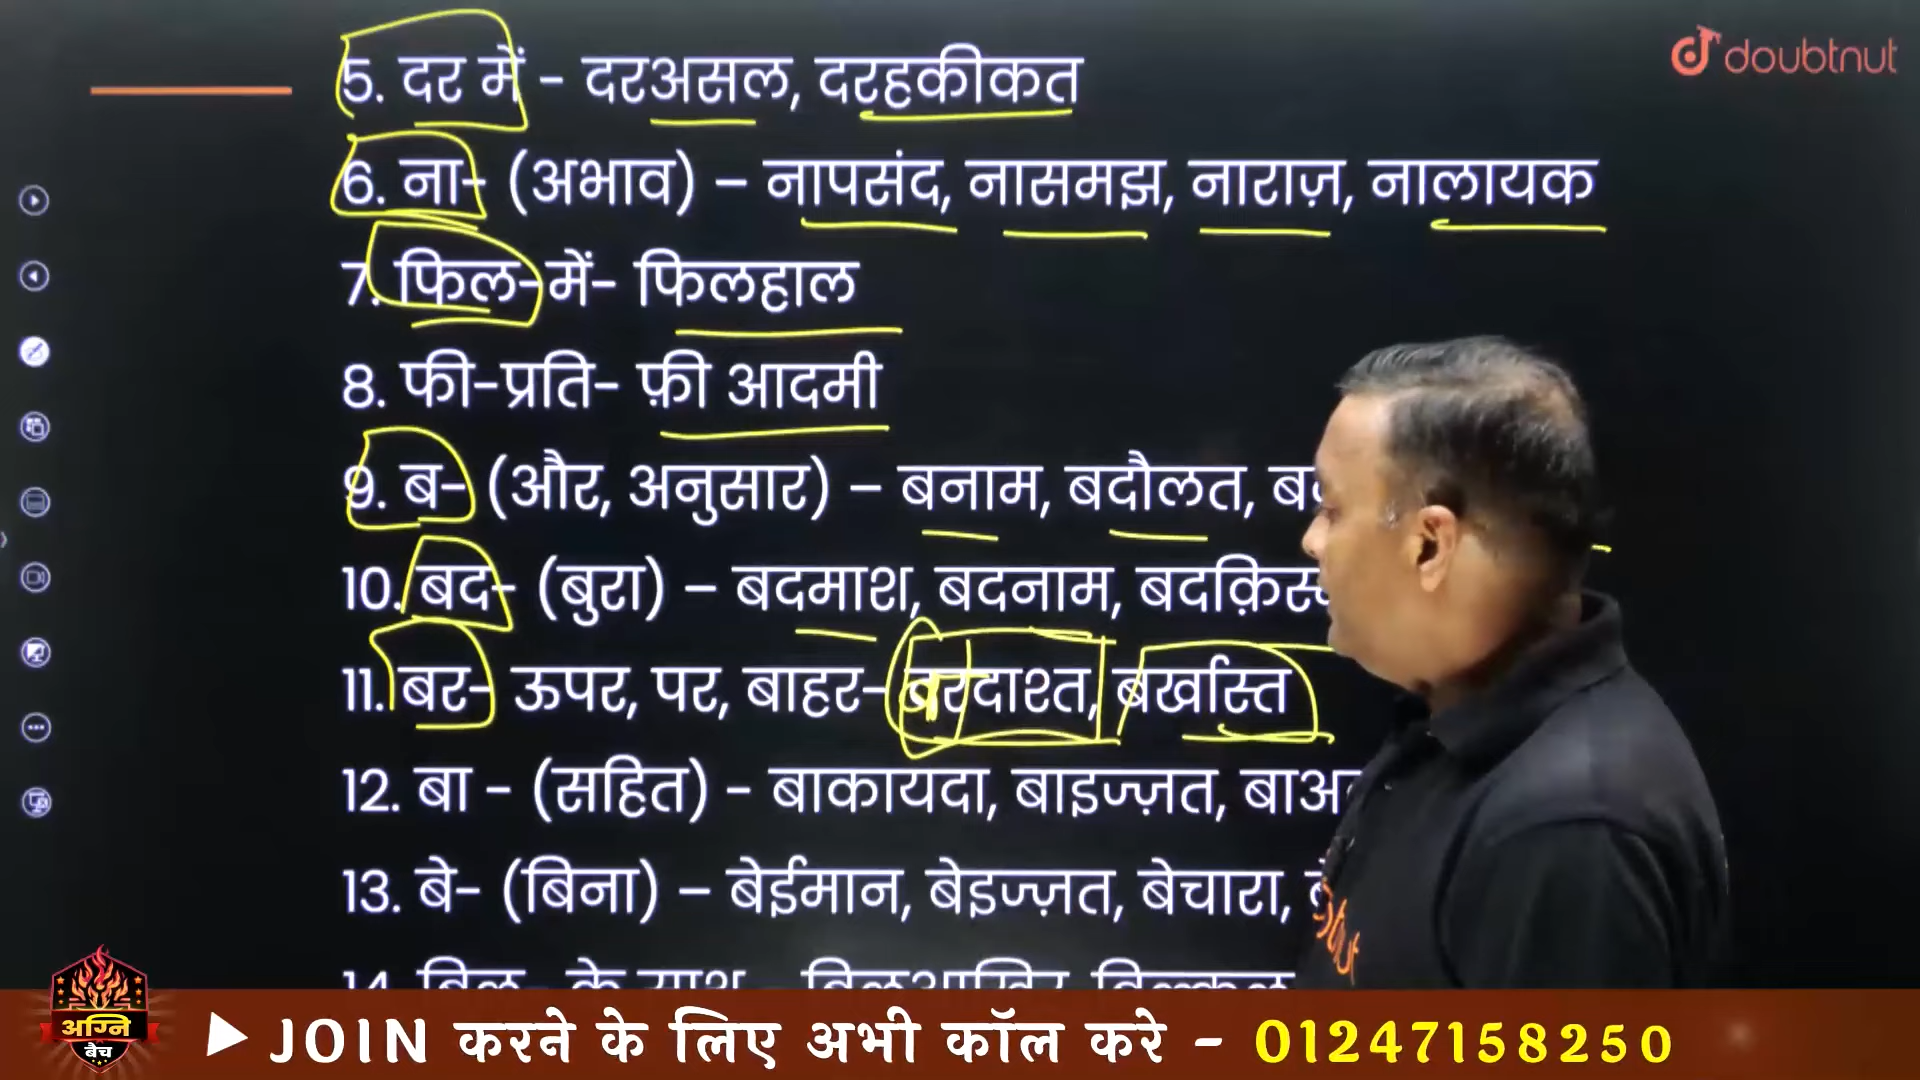 doubtnut
5. दर में - दरअसल, दरहकीकत
6. ना- (अभाव) – नापसंद, नासमझ, नाराज़, नालायक
7. फिल-में- फिलहाल
8. फी-प्रति- फ़ी आदमी
9. ब- (और, अनुसार) – बनाम, बदौलत,
10. बद- (बुरा) – बदमाश, बदनाम,
11. बर- ऊपर, पर, बाहर- बरदाश्त, बर्खास्त
12. बा - (सहित) - बाकायदा, बाइज्ज़त,
13. बे- (बिना) – बेईमान, बेइज्ज़त, बेचारा,
अग्नि
बैच
JOIN करने के लिए अभी कॉल करे - 01247158250